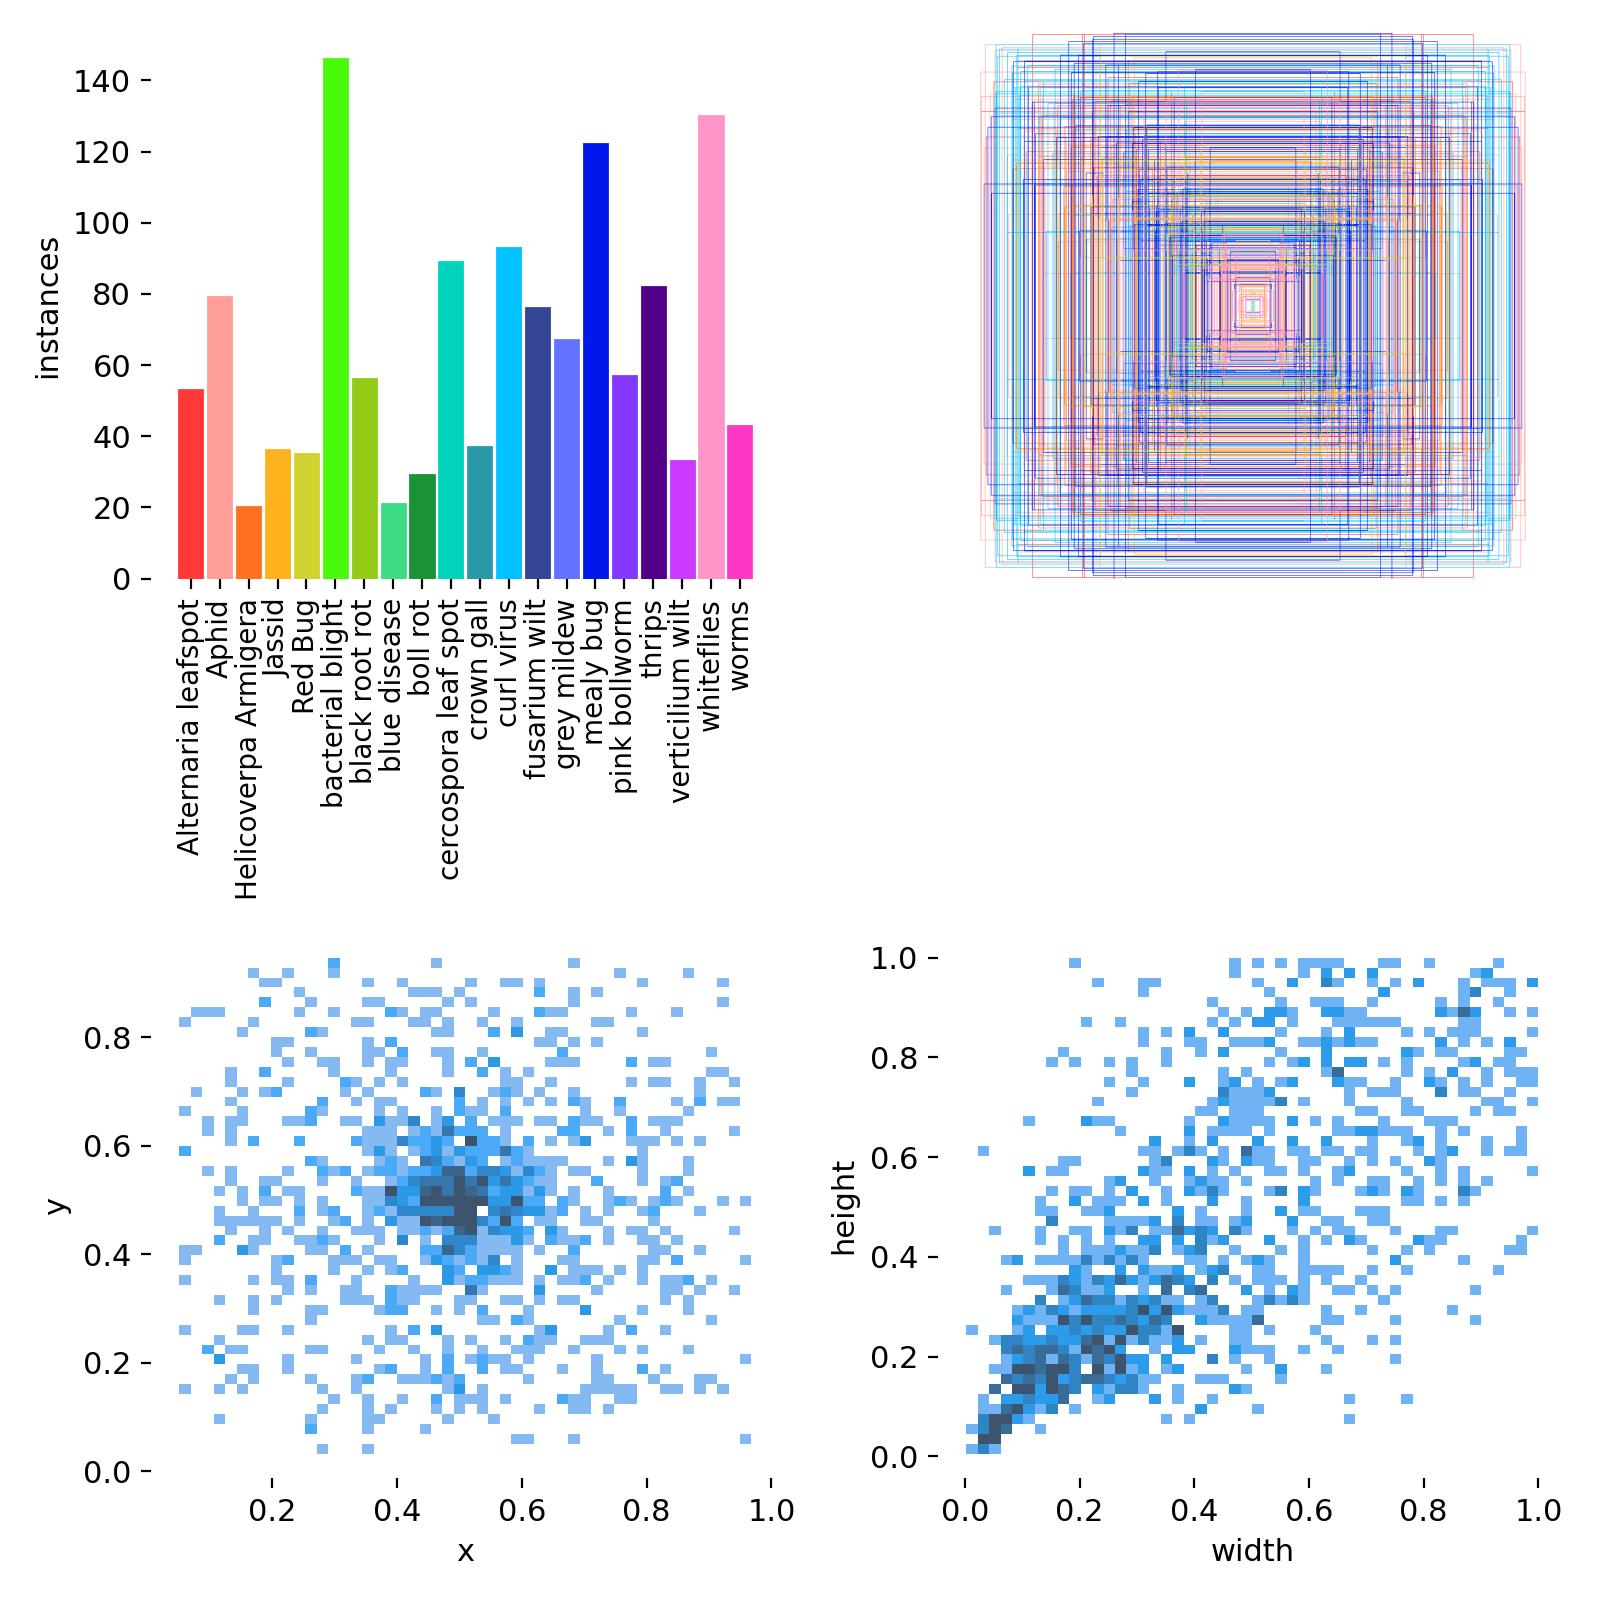 instances
140
120
100
80
60
40
20
0
Alternaria leafspot
Aphid
Helicoverpa Armigera
Jassid
Red Bug
bacterial blight
black root rot
blue disease
boll rot
cercospora leaf spot
crown gall
curl virus
fusarium wilt
grey mildew
mealy bug
pink bollworm
thrips
verticilium wilt
whiteflies
worms
y
0.8
0.6
0.4
0.2
0.0
0.2 0.4 0.6 0.8 1.0
x
height
1.0
0.8
0.6
0.4
0.2
0.0
0.0 0.2 0.4 0.6 0.8 1.0
width